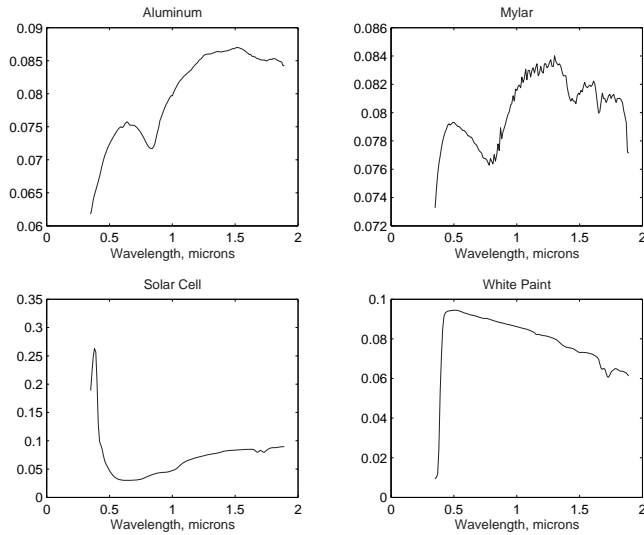 Aluminum
0.09
0.085
0.08
0.075
0.07
0.065
0.06
0 0.5 1 1.5 2
Wavelength, microns
Mylar
0.086
0.084
0.082
0.08
0.078
0.076
0.074
0.072
0 0.5 1 1.5 2
Wavelength, microns
Solar Cell
0.35
0.3
0.25
0.2
0.15
0.1
0.05
0
0 0.5 1 1.5 2
Wavelength, microns
White Paint
0.1
0.08
0.06
0.04
0.02
0
0 0.5 1 1.5 2
Wavelength, microns